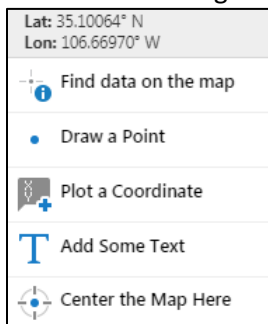 Lat: 35.10064° N
Lon: 106.66970° W
Find data on the map
Draw a Point
Plot a Coordinate
T Add Some Text
Center the Map Here